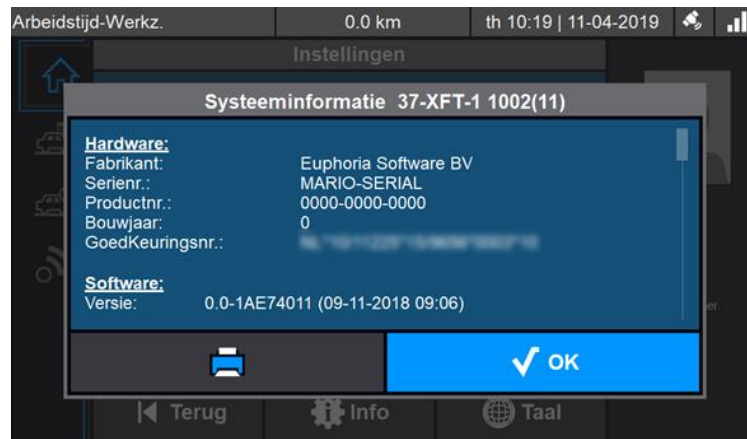 Arbeidstijd-Werkz. 0.0 km th 10:19 | 11-04-2019
Instellingen
Systeeminformatie 37-XFT-1 1002(11)
Hardware:
Fabrikant: Euphoria Software BV
Serienr.: MARIO-SERIAL
Productnr.: 0000-0000-0000
Bouwjaar: 0
GoedKeuringsnr.:
Software:
Versie: 0.0-1AE74011 (09-11-2018 09:06)
OK
Terug Info Taal